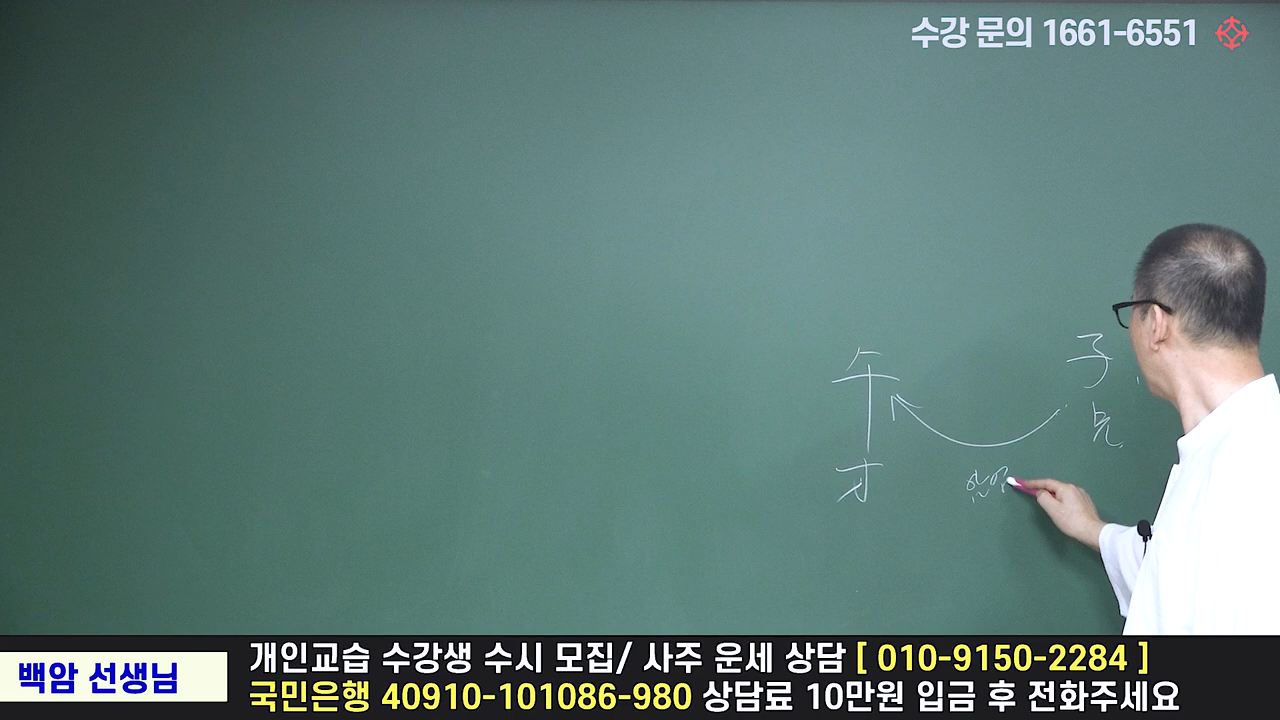 수강 문의 1661-6551
午 子
才 兄
백암 선생님
개인교습 수강생 수시 모집/ 사주 운세 상담 [ 010-9150-2284 ]
국민은행 40910-101086-980 상담료 10만원 입금 후 전화주세요